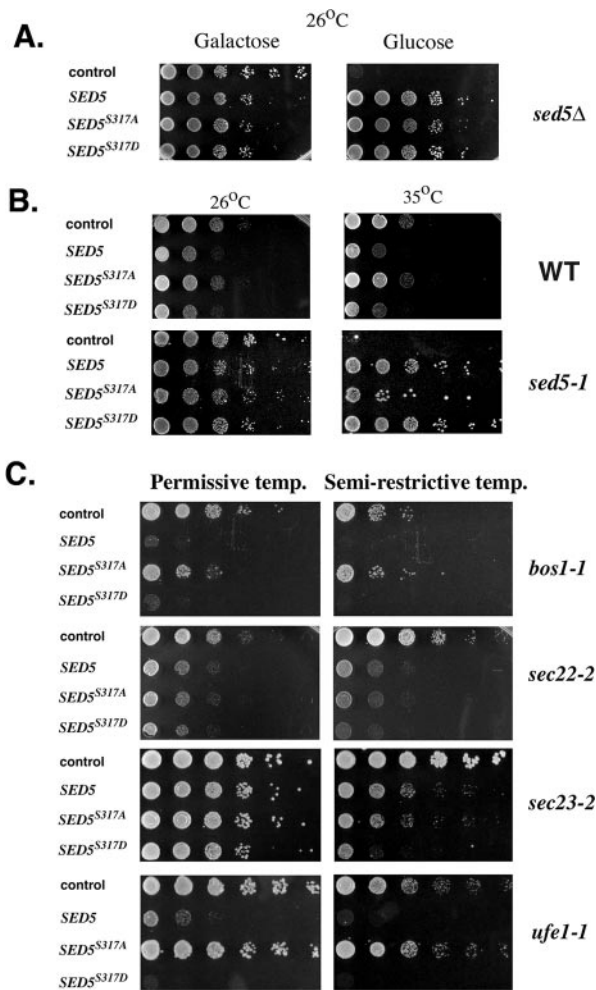 A.
26°C
Galactose Glucose
control
SED5
SED5S317A
SED5S317D
sed5Δ
B.
26°C 35°C
control
SED5
SED5S317A
SED5S317D
WT
control
SED5
SED5S317A
SED5S317D
sed5-1
C.
Permissive temp. Semi-restrictive temp.
control
SED5
SED5S317A
SED5S317D
bos1-1
control
SED5
SED5S317A
SED5S317D
sec22-2
control
SED5
SED5S317A
SED5S317D
sec23-2
control
SED5
SED5S317A
SED5S317D
ufe1-1